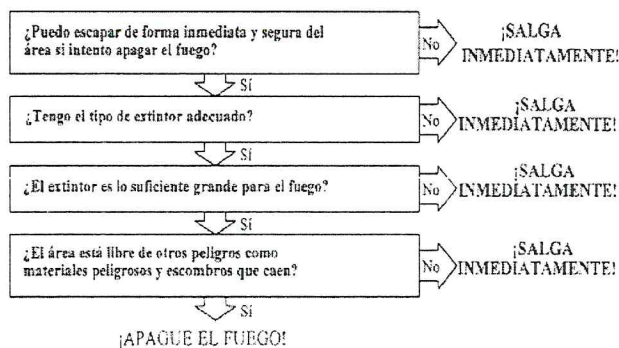 ¿Puedo escapar de forma inmediata y segura del
área si intento apagar el fuego?
No
¡SALGA
INMEDIATAMENTE!
Sí
¿Tengo el tipo de extintor adecuado?
No
¡SALGA
INMEDIATAMENTE!
Sí
¿El extintor es lo suficiente grande para el fuego?
No
¡SALGA
INMEDIATAMENTE!
Sí
¿El área está libre de otros peligros como
materiales peligrosos y escombros que caen?
No
¡SALGA
INMEDIATAMENTE!
Sí
¡APAGUE EL FUEGO!